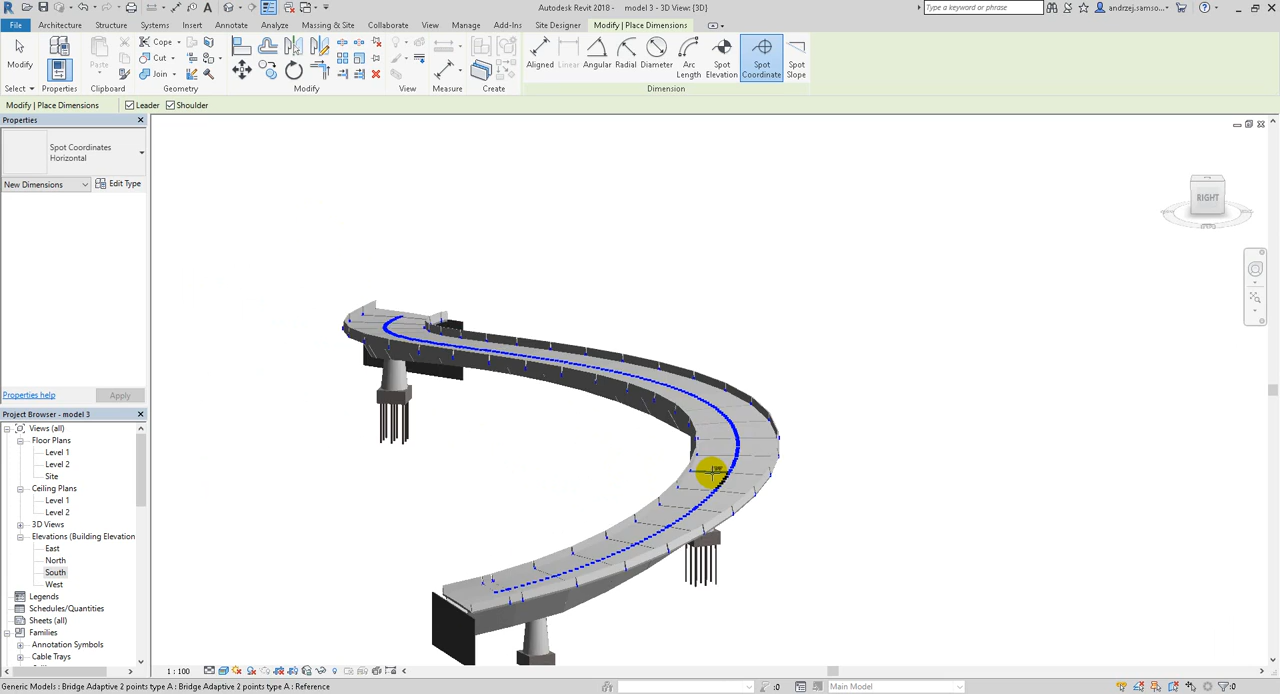 Autodesk Revit 2018 - model 3 - 3D View: {3D}
Type a keyword or phrase
andrzej.samso...
File Architecture Structure Systems Insert Annotate Analyze Massing & Site Collaborate View Manage Add-Ins Site Designer Modify | Place Dimensions
Modify
Paste
Cope
Cut
Join
Aligned Linear Angular Radial Diameter Arc Length Spot Elevation Spot Coordinate Spot Slope
Select Properties Clipboard Geometry Modify View Measure Create Dimension
Modify | Place Dimensions Leader Shoulder
Properties
Spot Coordinates
Horizontal
New Dimensions Edit Type
RIGHT
Properties help Apply
Project Browser - model 3
Views (all)
Floor Plans
Level 1
Level 2
Site
Ceiling Plans
Level 1
Level 2
3D Views
Elevations (Building Elevation
East
North
South
West
Legends
Schedules/Quantities
Sheets (all)
Families
Annotation Symbols
Cable Trays
1 : 100
Generic Models : Bridge Adaptive 2 points type A : Bridge Adaptive 2 points type A : Reference
:0
Main Model
:0